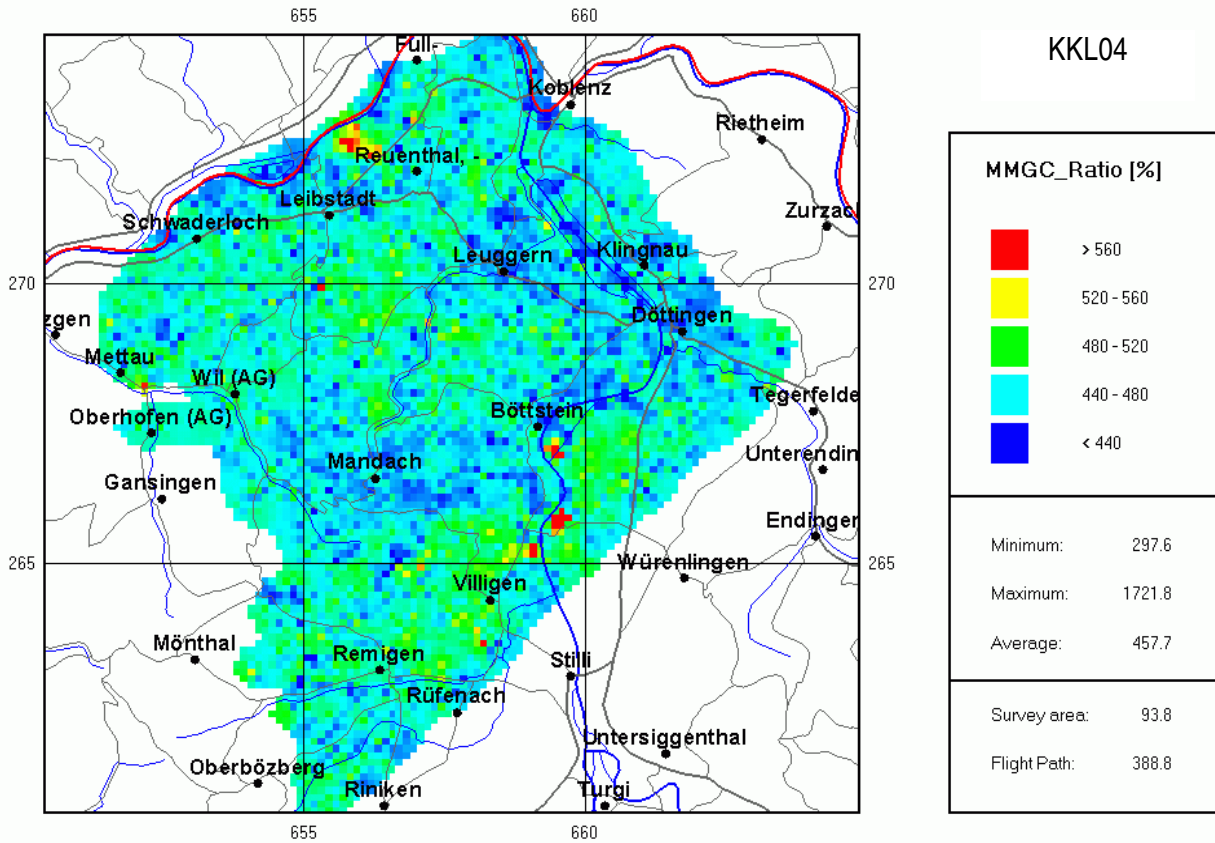 655 660
KKL04
Full-
Koblenz
Rietheim
Reuenthal, -
MMGC_Ratio [%]
Leibstadt
Schwaderloch
Zurzach
> 560
Leuggern
Klingnau
270 270
520 - 560
Döttingen
zgen
480 - 520
Mettau
Wil (AG)
440 - 480
Tegerfelde
Oberhofen (AG)
Böttstein
< 440
Mandach
Unterendin
Gansingen
Endinger
Minimum: 297.6
265 265
Würenlingen
Villigen
Maximum: 1721.8
Mönthal
Average: 457.7
Remigen
Stilli
Rüfenach
Survey area: 93.8
Untersiggenthal
Flight Path: 388.8
Oberbözberg
Riniken
Turgi
655 660